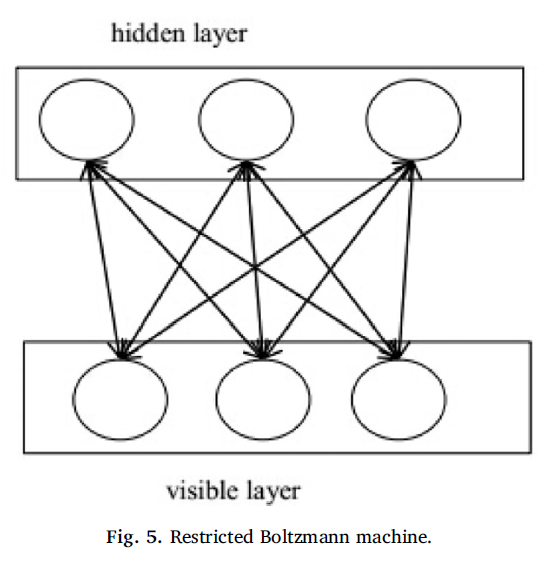 hidden layer
visible layer
Fig. 5. Restricted Boltzmann machine.